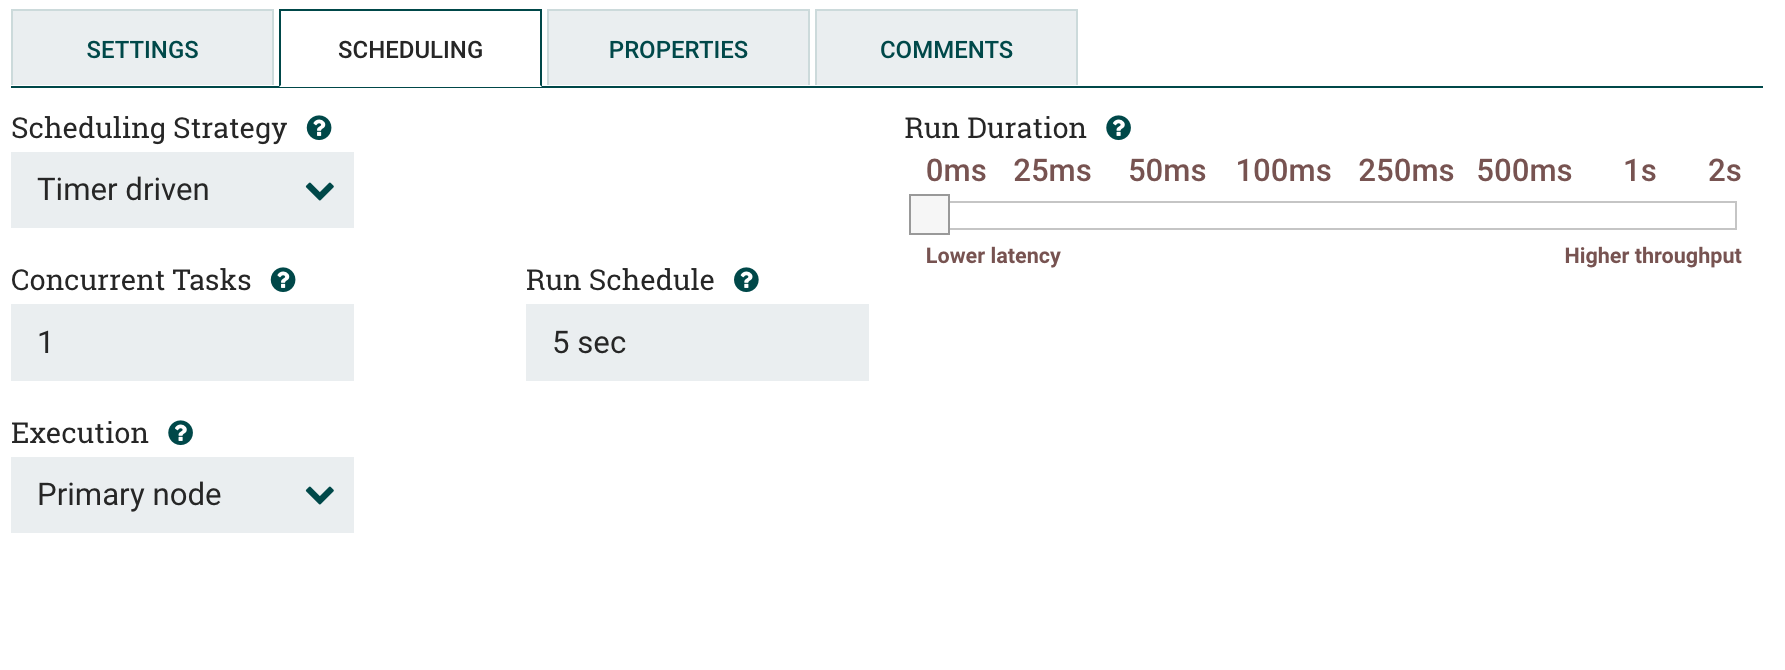 SETTINGS SCHEDULING PROPERTIES COMMENTS
Scheduling Strategy ?
Timer driven
Run Duration ?
0ms 25ms 50ms 100ms 250ms 500ms 1s 2s
Lower latency Higher throughput
Concurrent Tasks ?
1
Run Schedule ?
5 sec
Execution ?
Primary node